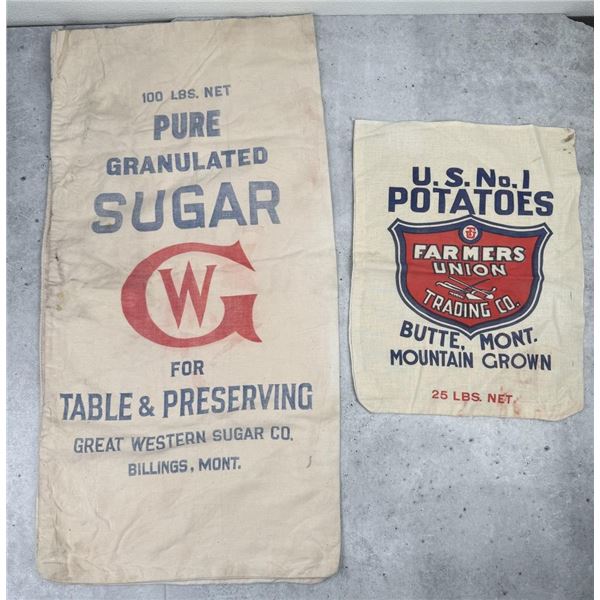 100 LBS. NET
PURE
GRANULATED
SUGAR
GW
FOR
TABLE & PRESERVING
GREAT WESTERN SUGAR CO.
BILLINGS, MONT.
U.S. No. 1
POTATOES
FARMERS
UNION
TRADING CO.
BUTTE, MONT.
MOUNTAIN GROWN
25 LBS. NET.